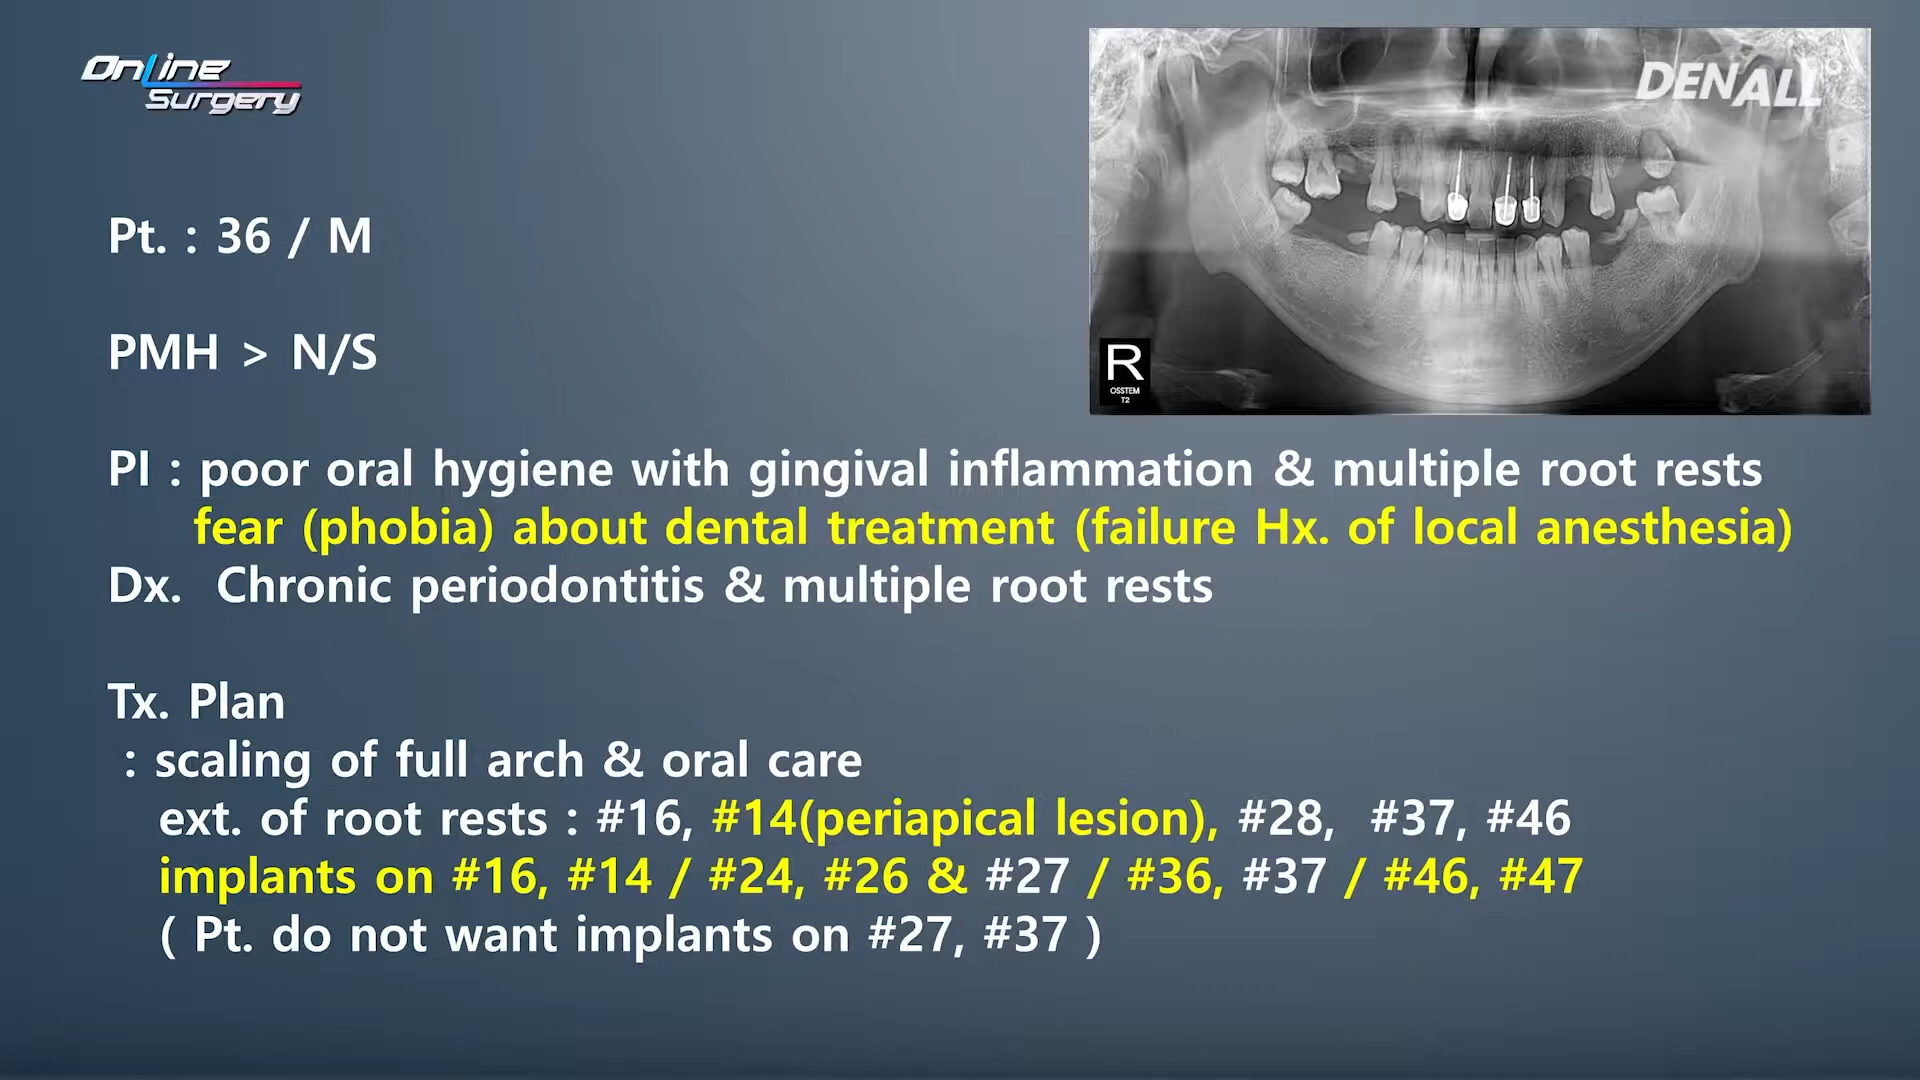 OnLine
Surgery
DENALL
R
OSSTEM
T2
Pt. : 36 / M
PMH > N/S
PI : poor oral hygiene with gingival inflammation & multiple root rests
fear (phobia) about dental treatment (failure Hx. of local anesthesia)
Dx. Chronic periodontitis & multiple root rests
Tx. Plan
: scaling of full arch & oral care
ext. of root rests : #16, #14(periapical lesion), #28, #37, #46
implants on #16, #14 / #24, #26 & #27 / #36, #37 / #46, #47
( Pt. do not want implants on #27, #37 )